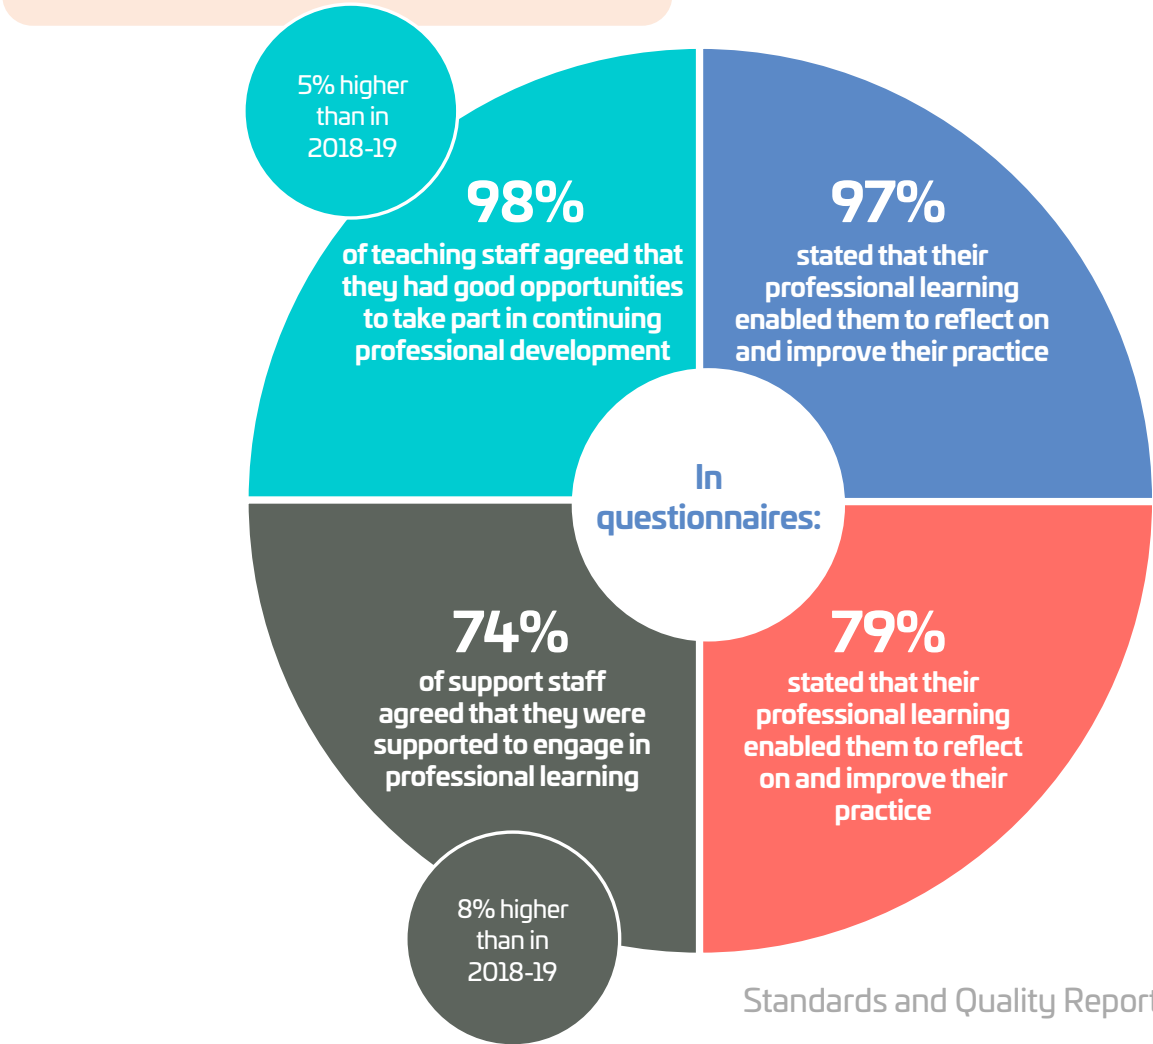 5% higher
than in
2018-19
98%
of teaching staff agreed that
they had good opportunities
to take part in continuing
professional development
97%
stated that their
professional learning
enabled them to reflect on
and improve their practice
In
questionnaires:
74%
of support staff
agreed that they were
supported to engage in
professional learning
8% higher
than in
2018-19
79%
stated that their
professional learning
enabled them to reflect
on and improve their
practice
Standards and Quality Report